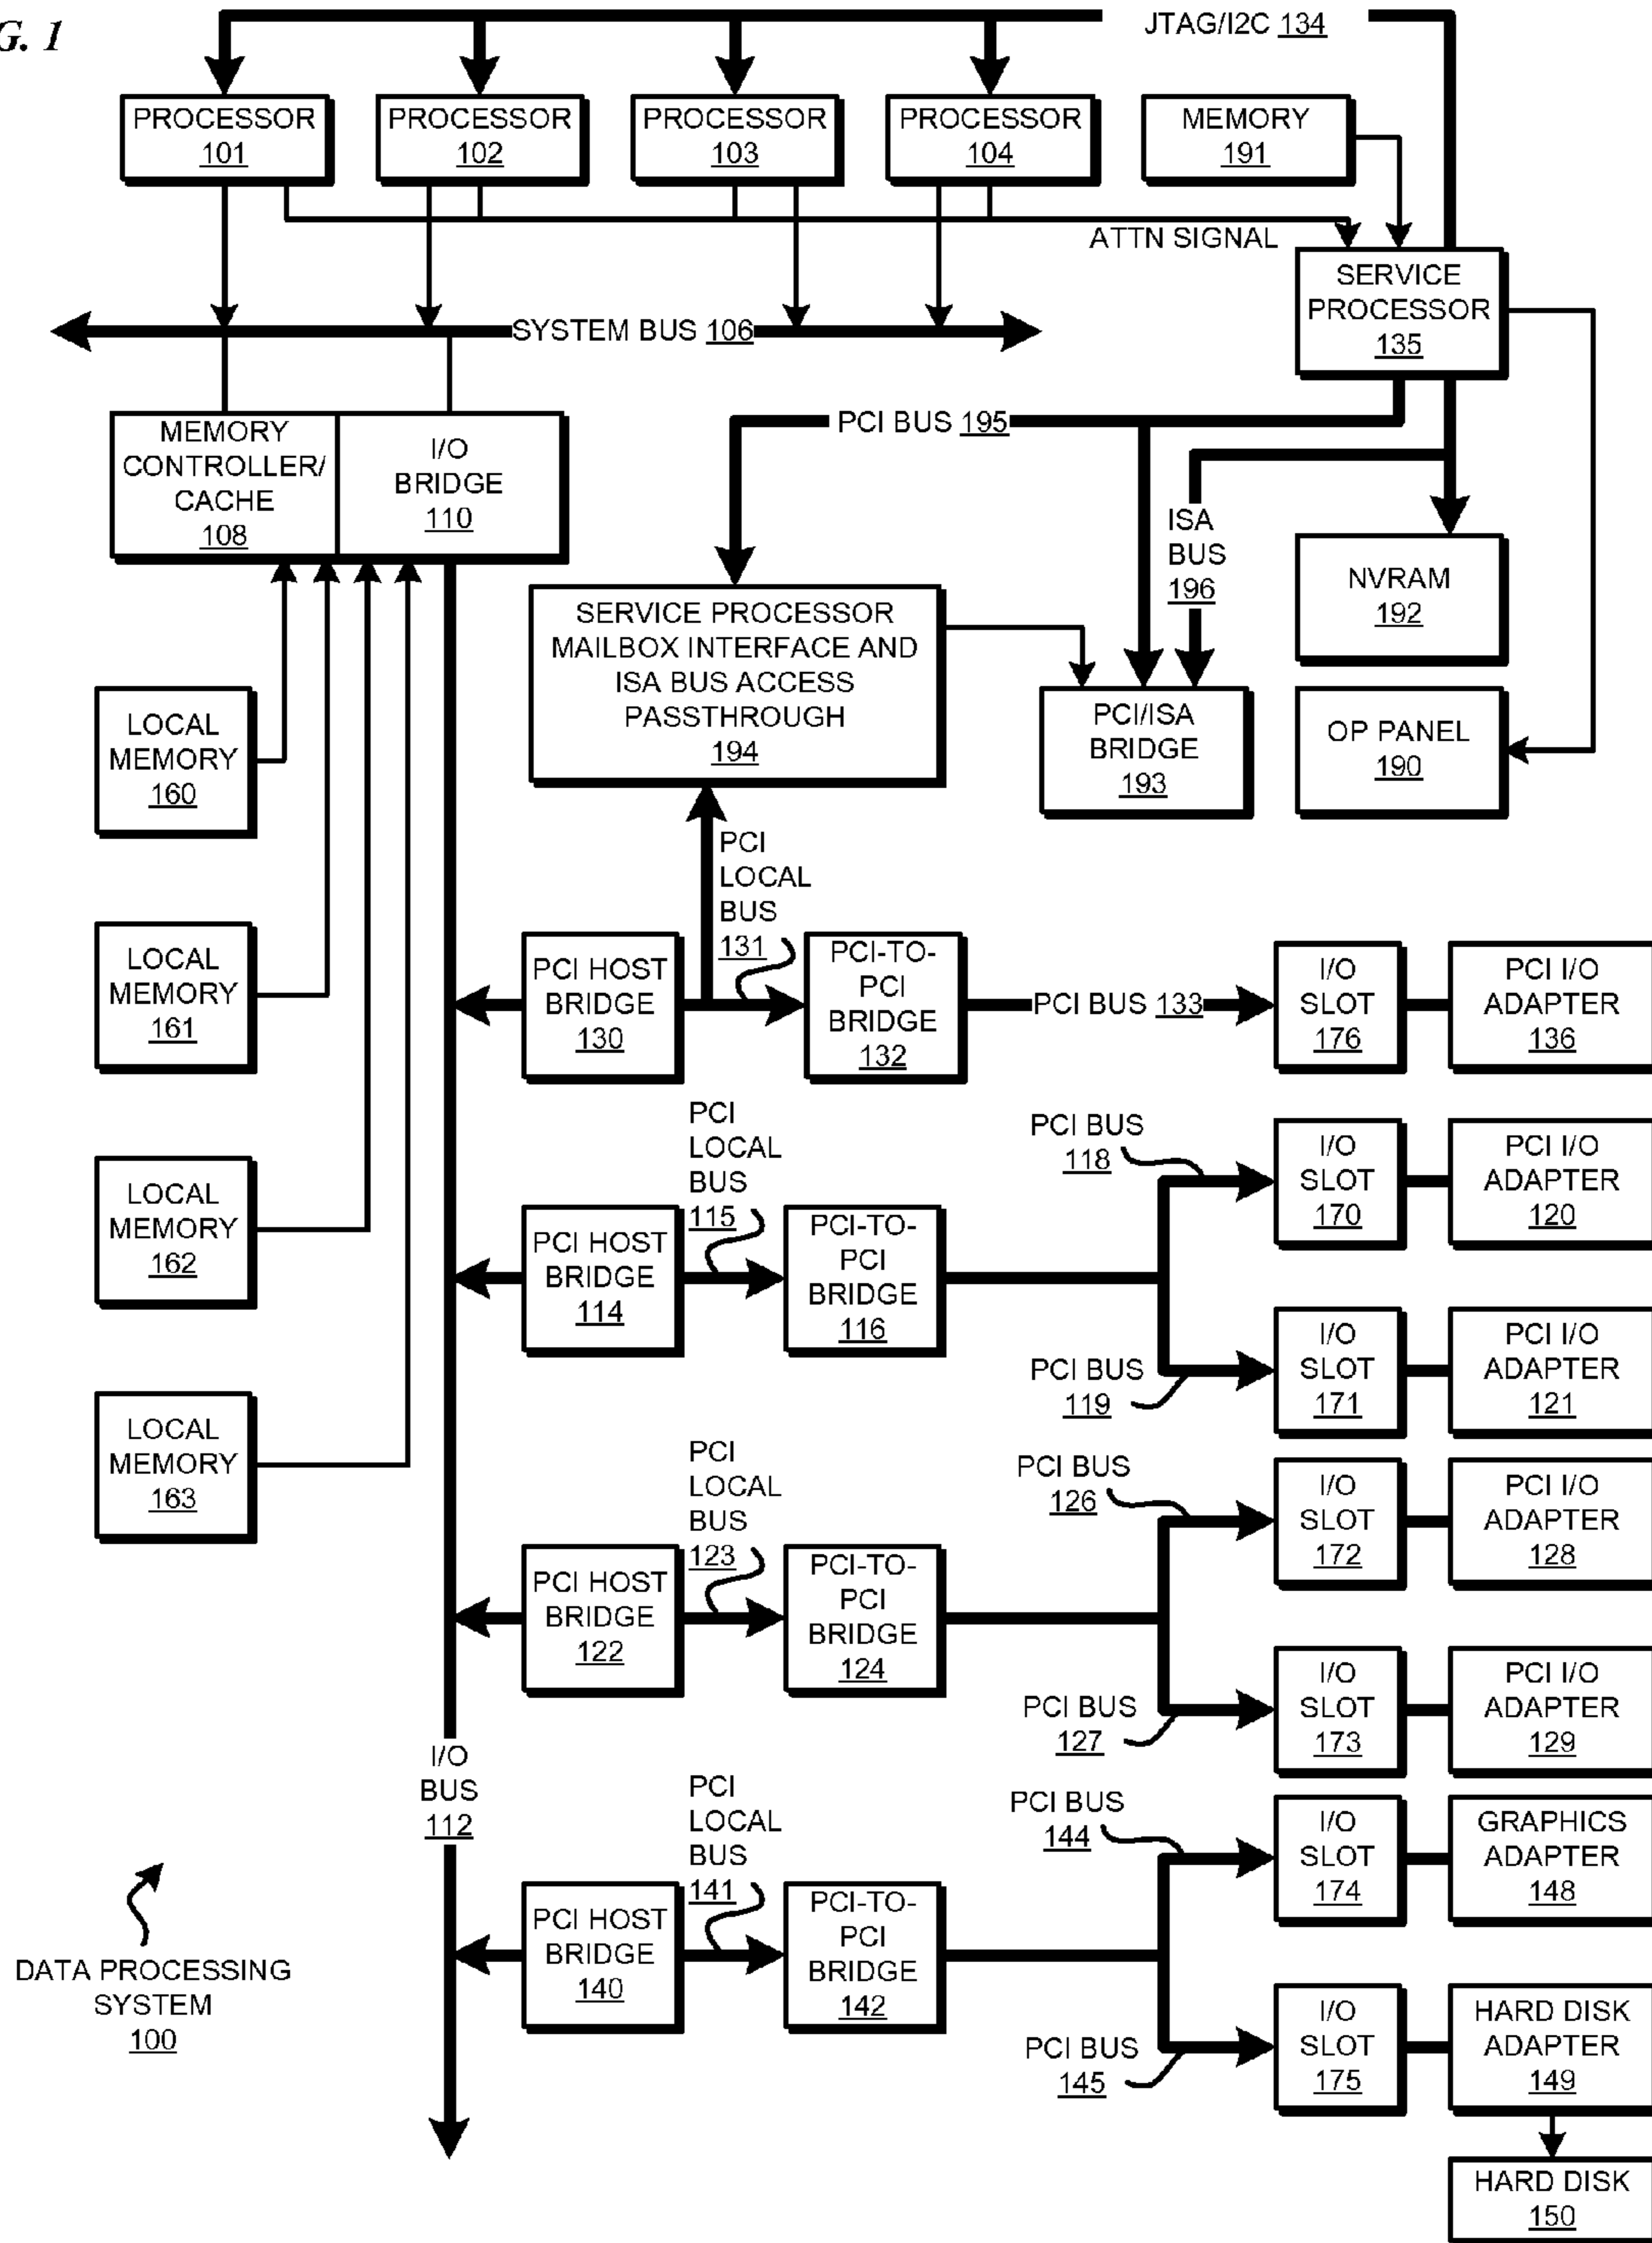 G. 1
JTAG/I2C 134
PROCESSOR
101
PROCESSOR
102
PROCESSOR
103
PROCESSOR
104
MEMORY
191
ATTN SIGNAL
SERVICE
PROCESSOR
135
SYSTEM BUS 106
MEMORY
CONTROLLER/
CACHE
108
I/O
BRIDGE
110
PCI BUS 195
ISA
BUS
196
NVRAM
192
SERVICE PROCESSOR
MAILBOX INTERFACE AND
ISA BUS ACCESS
PASSTHROUGH
194
PCI/ISA
BRIDGE
193
OP PANEL
190
LOCAL
MEMORY
160
LOCAL
MEMORY
161
LOCAL
MEMORY
162
LOCAL
MEMORY
163
PCI
LOCAL
BUS
131
PCI HOST
BRIDGE
130
PCI-TO-
PCI
BRIDGE
132
PCI BUS 133
I/O
SLOT
176
PCI I/O
ADAPTER
136
PCI
LOCAL
BUS
115
PCI HOST
BRIDGE
114
PCI-TO-
PCI
BRIDGE
116
PCI BUS
118
I/O
SLOT
170
PCI I/O
ADAPTER
120
PCI BUS
119
I/O
SLOT
171
PCI I/O
ADAPTER
121
PCI
LOCAL
BUS
123
PCI HOST
BRIDGE
122
PCI-TO-
PCI
BRIDGE
124
PCI BUS
126
I/O
SLOT
172
PCI I/O
ADAPTER
128
PCI BUS
127
I/O
SLOT
173
PCI I/O
ADAPTER
129
I/O
BUS
112
PCI
LOCAL
BUS
141
PCI HOST
BRIDGE
140
PCI-TO-
PCI
BRIDGE
142
PCI BUS
144
I/O
SLOT
174
GRAPHICS
ADAPTER
148
PCI BUS
145
I/O
SLOT
175
HARD DISK
ADAPTER
149
HARD DISK
150
DATA PROCESSING
SYSTEM
100